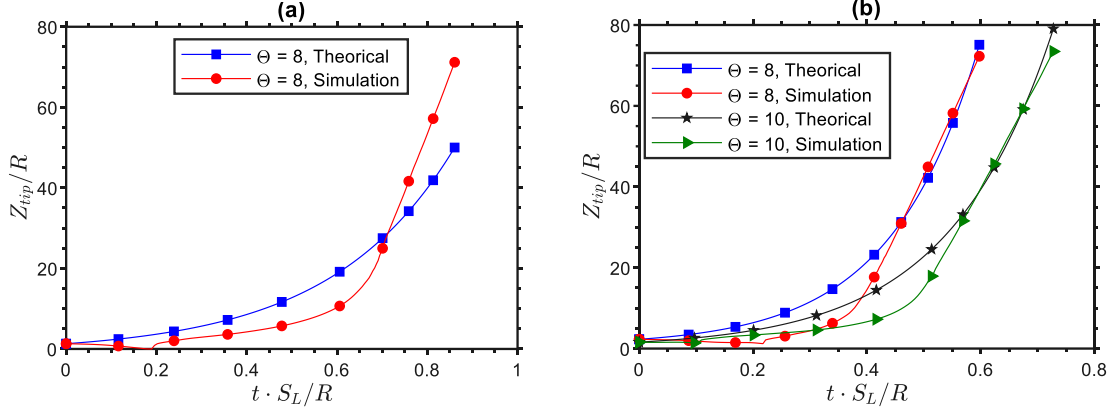 (a)
Θ = 8, Theorical
Θ = 8, Simulation
80
60
40
20
0
Z_tip/R
0
0.2
0.4
0.6
0.8
1
t · S_L/R
(b)
Θ = 8, Theorical
Θ = 8, Simulation
Θ = 10, Theorical
Θ = 10, Simulation
80
60
40
20
0
Z_tip/R
0
0.2
0.4
0.6
0.8
t · S_L/R